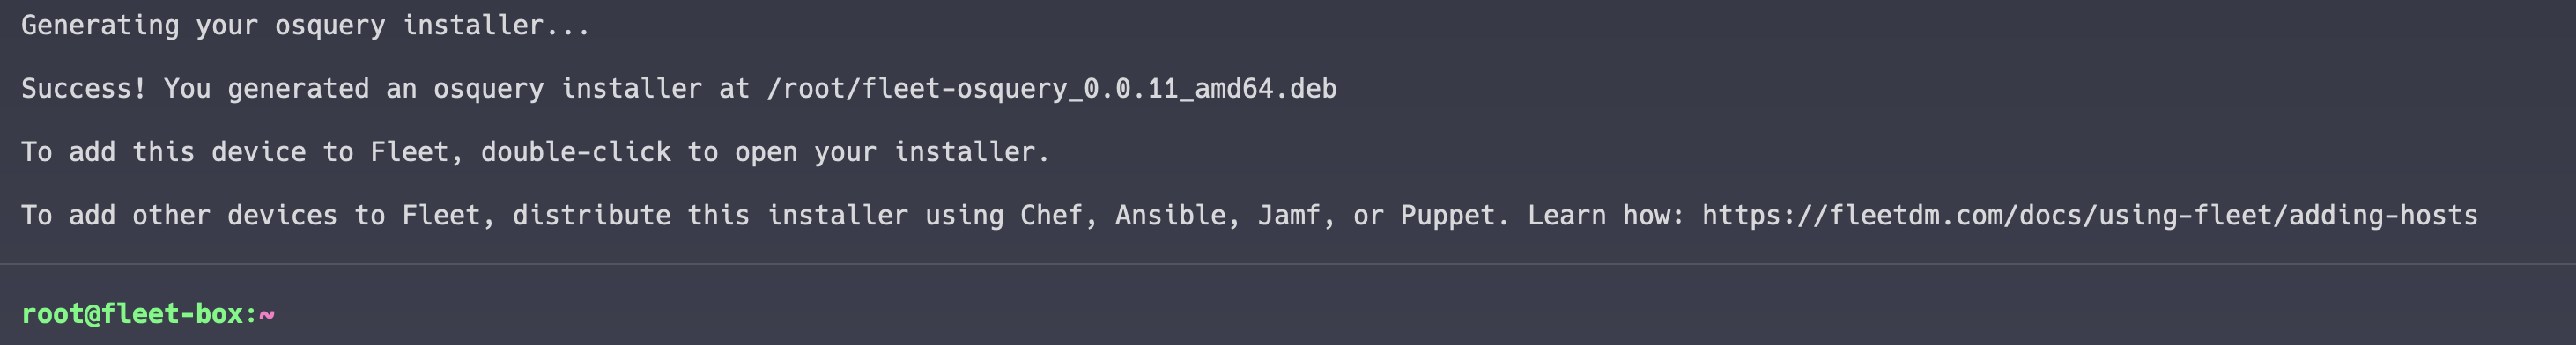 Generating your osquery installer...
Success! You generated an osquery installer at /root/fleet-osquery_0.0.11_amd64.deb
To add this device to Fleet, double-click to open your installer.
To add other devices to Fleet, distribute this installer using Chef, Ansible, Jamf, or Puppet. Learn how: https://fleetdm.com/docs/using-fleet/adding-hosts
root@fleet-box:~